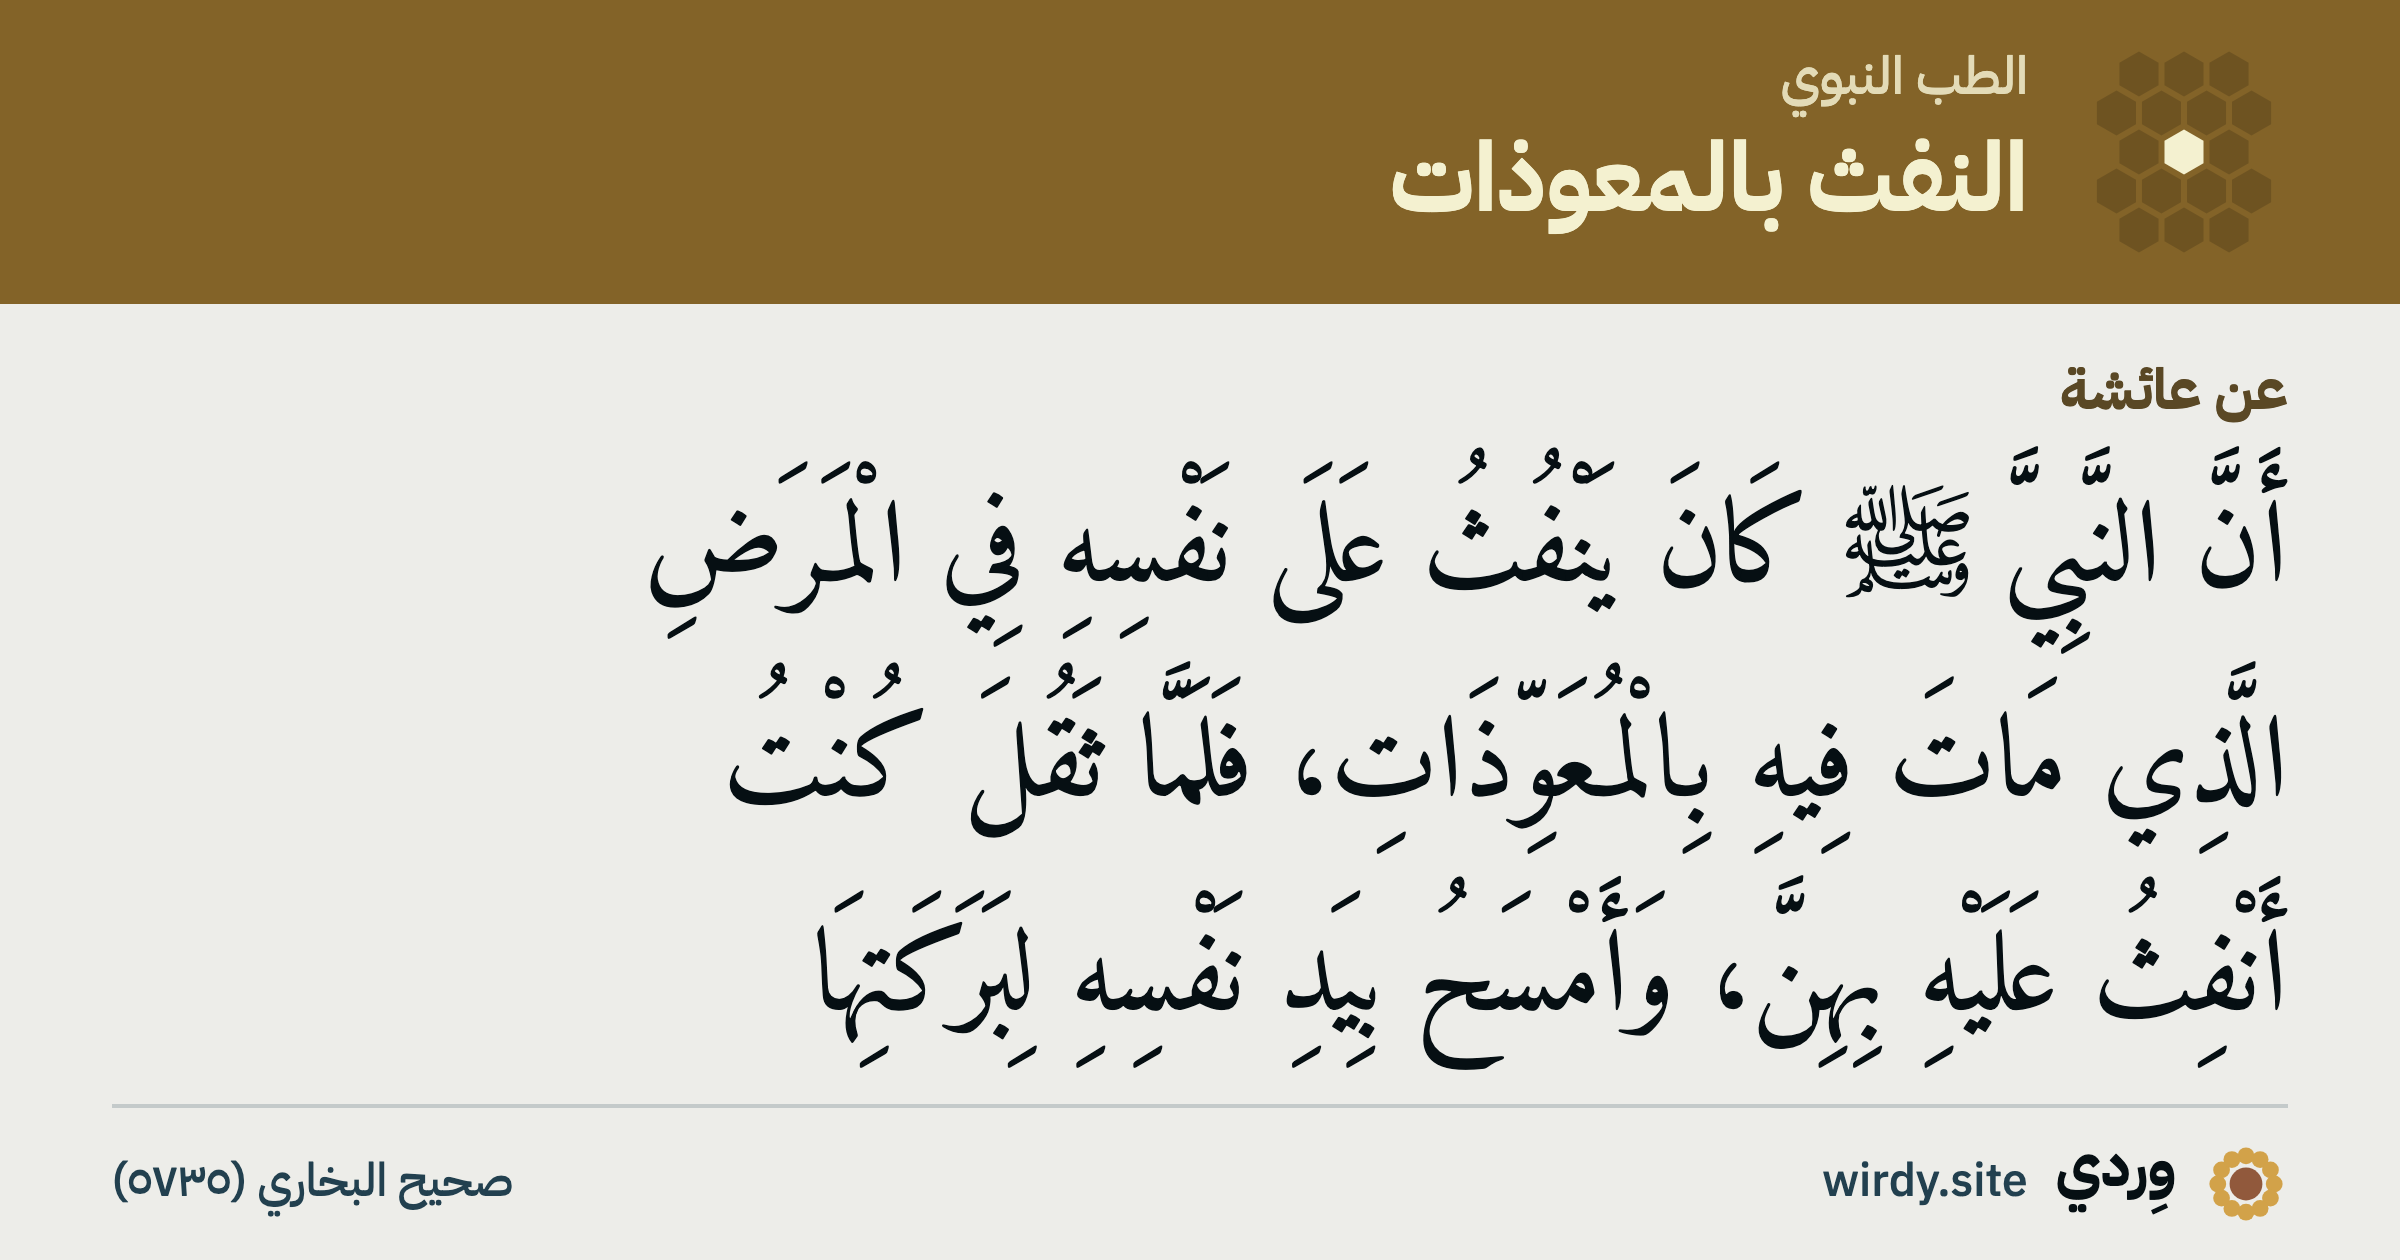 الطب النبوي
النفث بالمعوذات
عن عائشة
أَنَّ النَّبِيَّ ﷺ كَانَ يَنْفُثُ عَلَى نَفْسِهِ فِي الْمَرَضِ
الَّذِي مَاتَ فِيهِ بِالْمُعَوِّذَاتِ، فَلَمَّا ثَقُلَ كُنْتُ
أَنْفِثُ عَلَيْهِ بِهِنَّ، وَأَمْسَحُ بِيَدِ نَفْسِهِ لِبَرَكَتِهَا
وِردي wirdy.site
صحيح البخاري (٥٧٣٥)